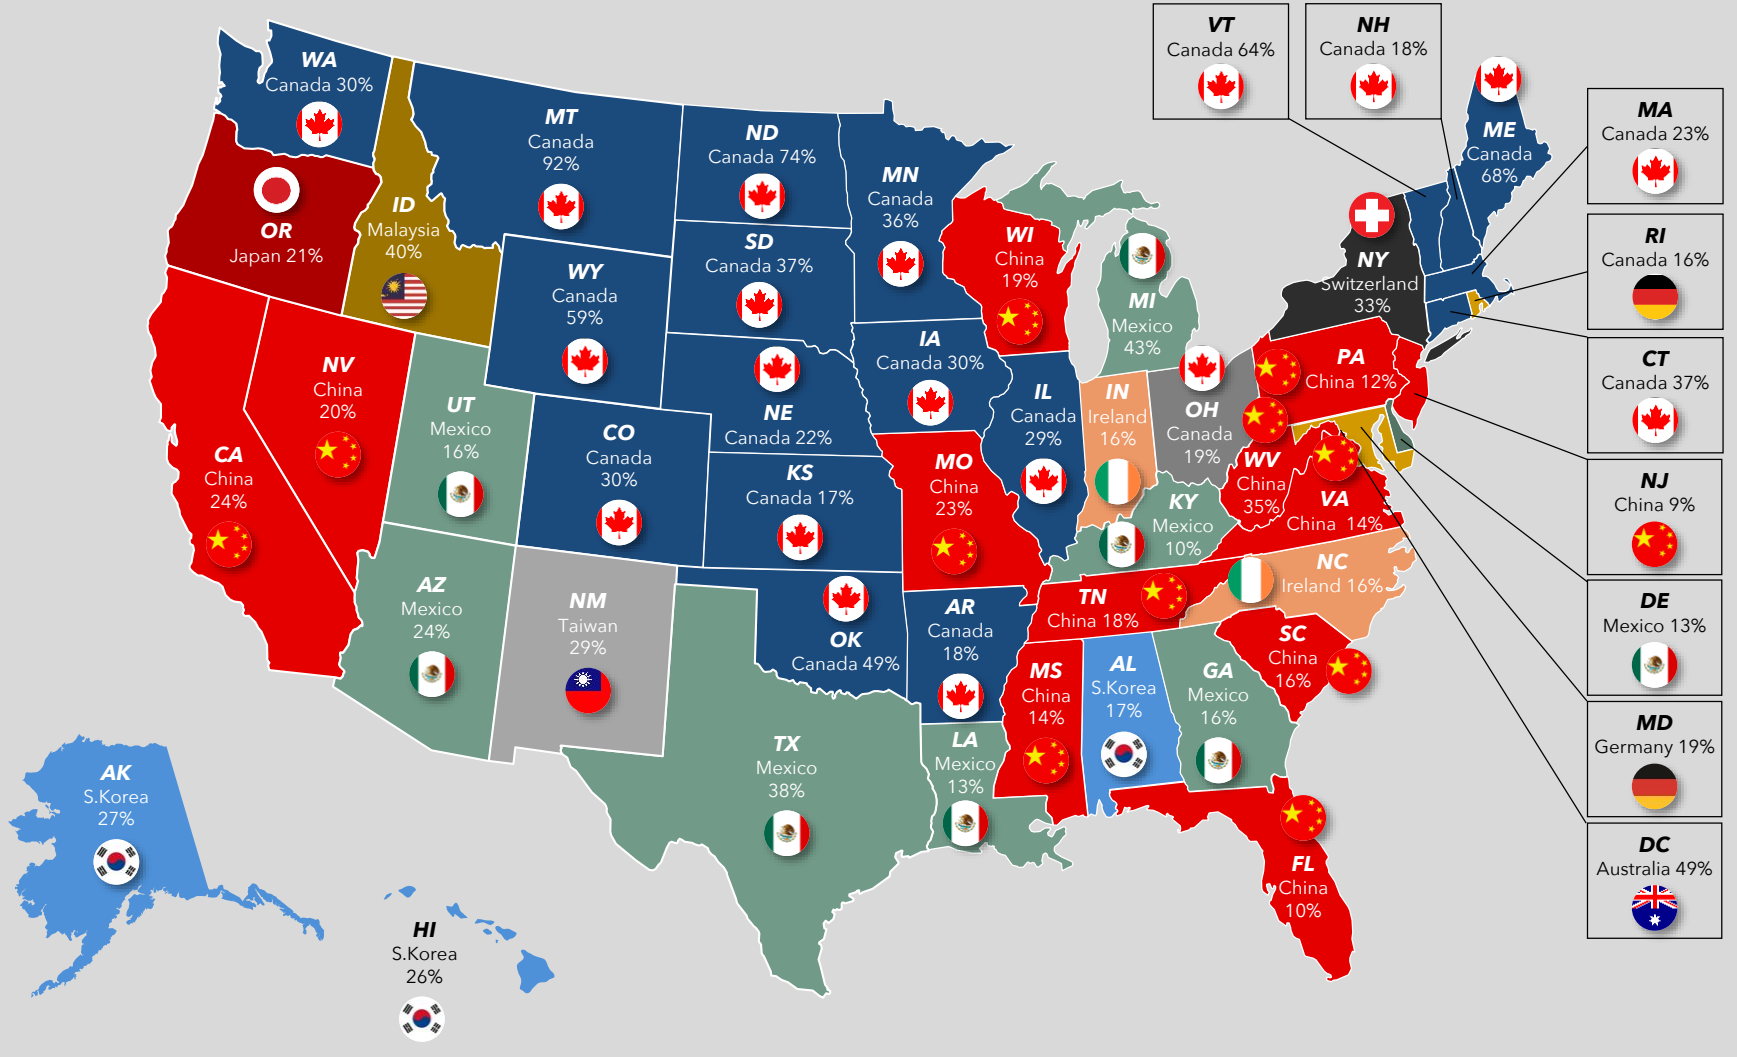 VT
Canada 64%
NH
Canada 18%
WA
Canada 30%
MT
Canada
92%
ND
Canada 74%
MN
Canada
36%
ME
Canada
68%
MA
Canada 23%
OR
Japan 21%
ID
Malaysia
40%
WY
Canada
59%
SD
Canada 37%
WI
China
19%
MI
Mexico
43%
NY
Switzerland
33%
RI
Canada 16%
NV
China
20%
UT
Mexico
16%
CO
Canada
30%
NE
Canada 22%
IA
Canada 30%
IL
Canada
29%
IN
Ireland
16%
OH
Canada
19%
PA
China 12%
CT
Canada 37%
CA
China
24%
KS
Canada 17%
MO
China
23%
KY
Mexico
10%
WV
China
35%
VA
China 14%
NJ
China 9%
AZ
Mexico
24%
NM
Taiwan
29%
OK
Canada 49%
AR
Canada
18%
TN
China 18%
NC
Ireland 16%
DE
Mexico 13%
TX
Mexico
38%
LA
Mexico
13%
MS
China
14%
AL
S.Korea
17%
GA
Mexico
16%
SC
China
16%
MD
Germany 19%
AK
S.Korea
27%
HI
S.Korea
26%
FL
China
10%
DC
Australia 49%